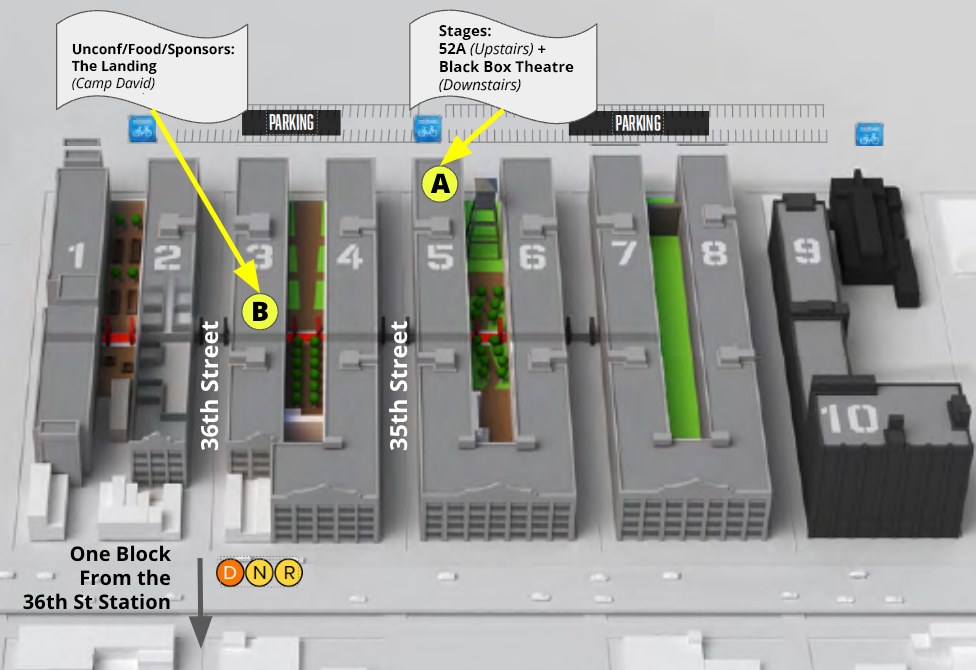 Unconf/Food/Sponsors:
The Landing
(Camp David)
Stages:
52A (Upstairs) +
Black Box Theatre
(Downstairs)
PARKING
PARKING
A
B
1
2
3
4
5
6
7
8
9
10
36th Street
35th Street
One Block
From the
36th St Station
D N R